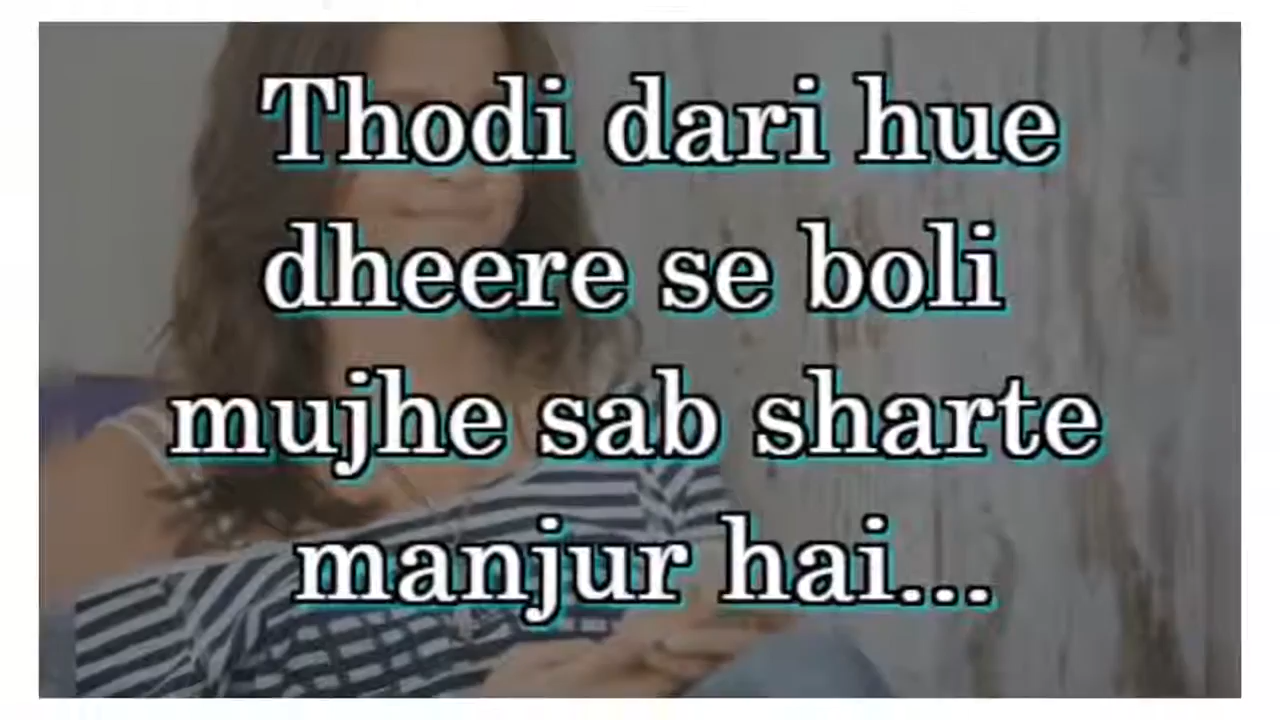 Thodi dari hue
dheere se boli
mujhe sab sharte
manjur hai...